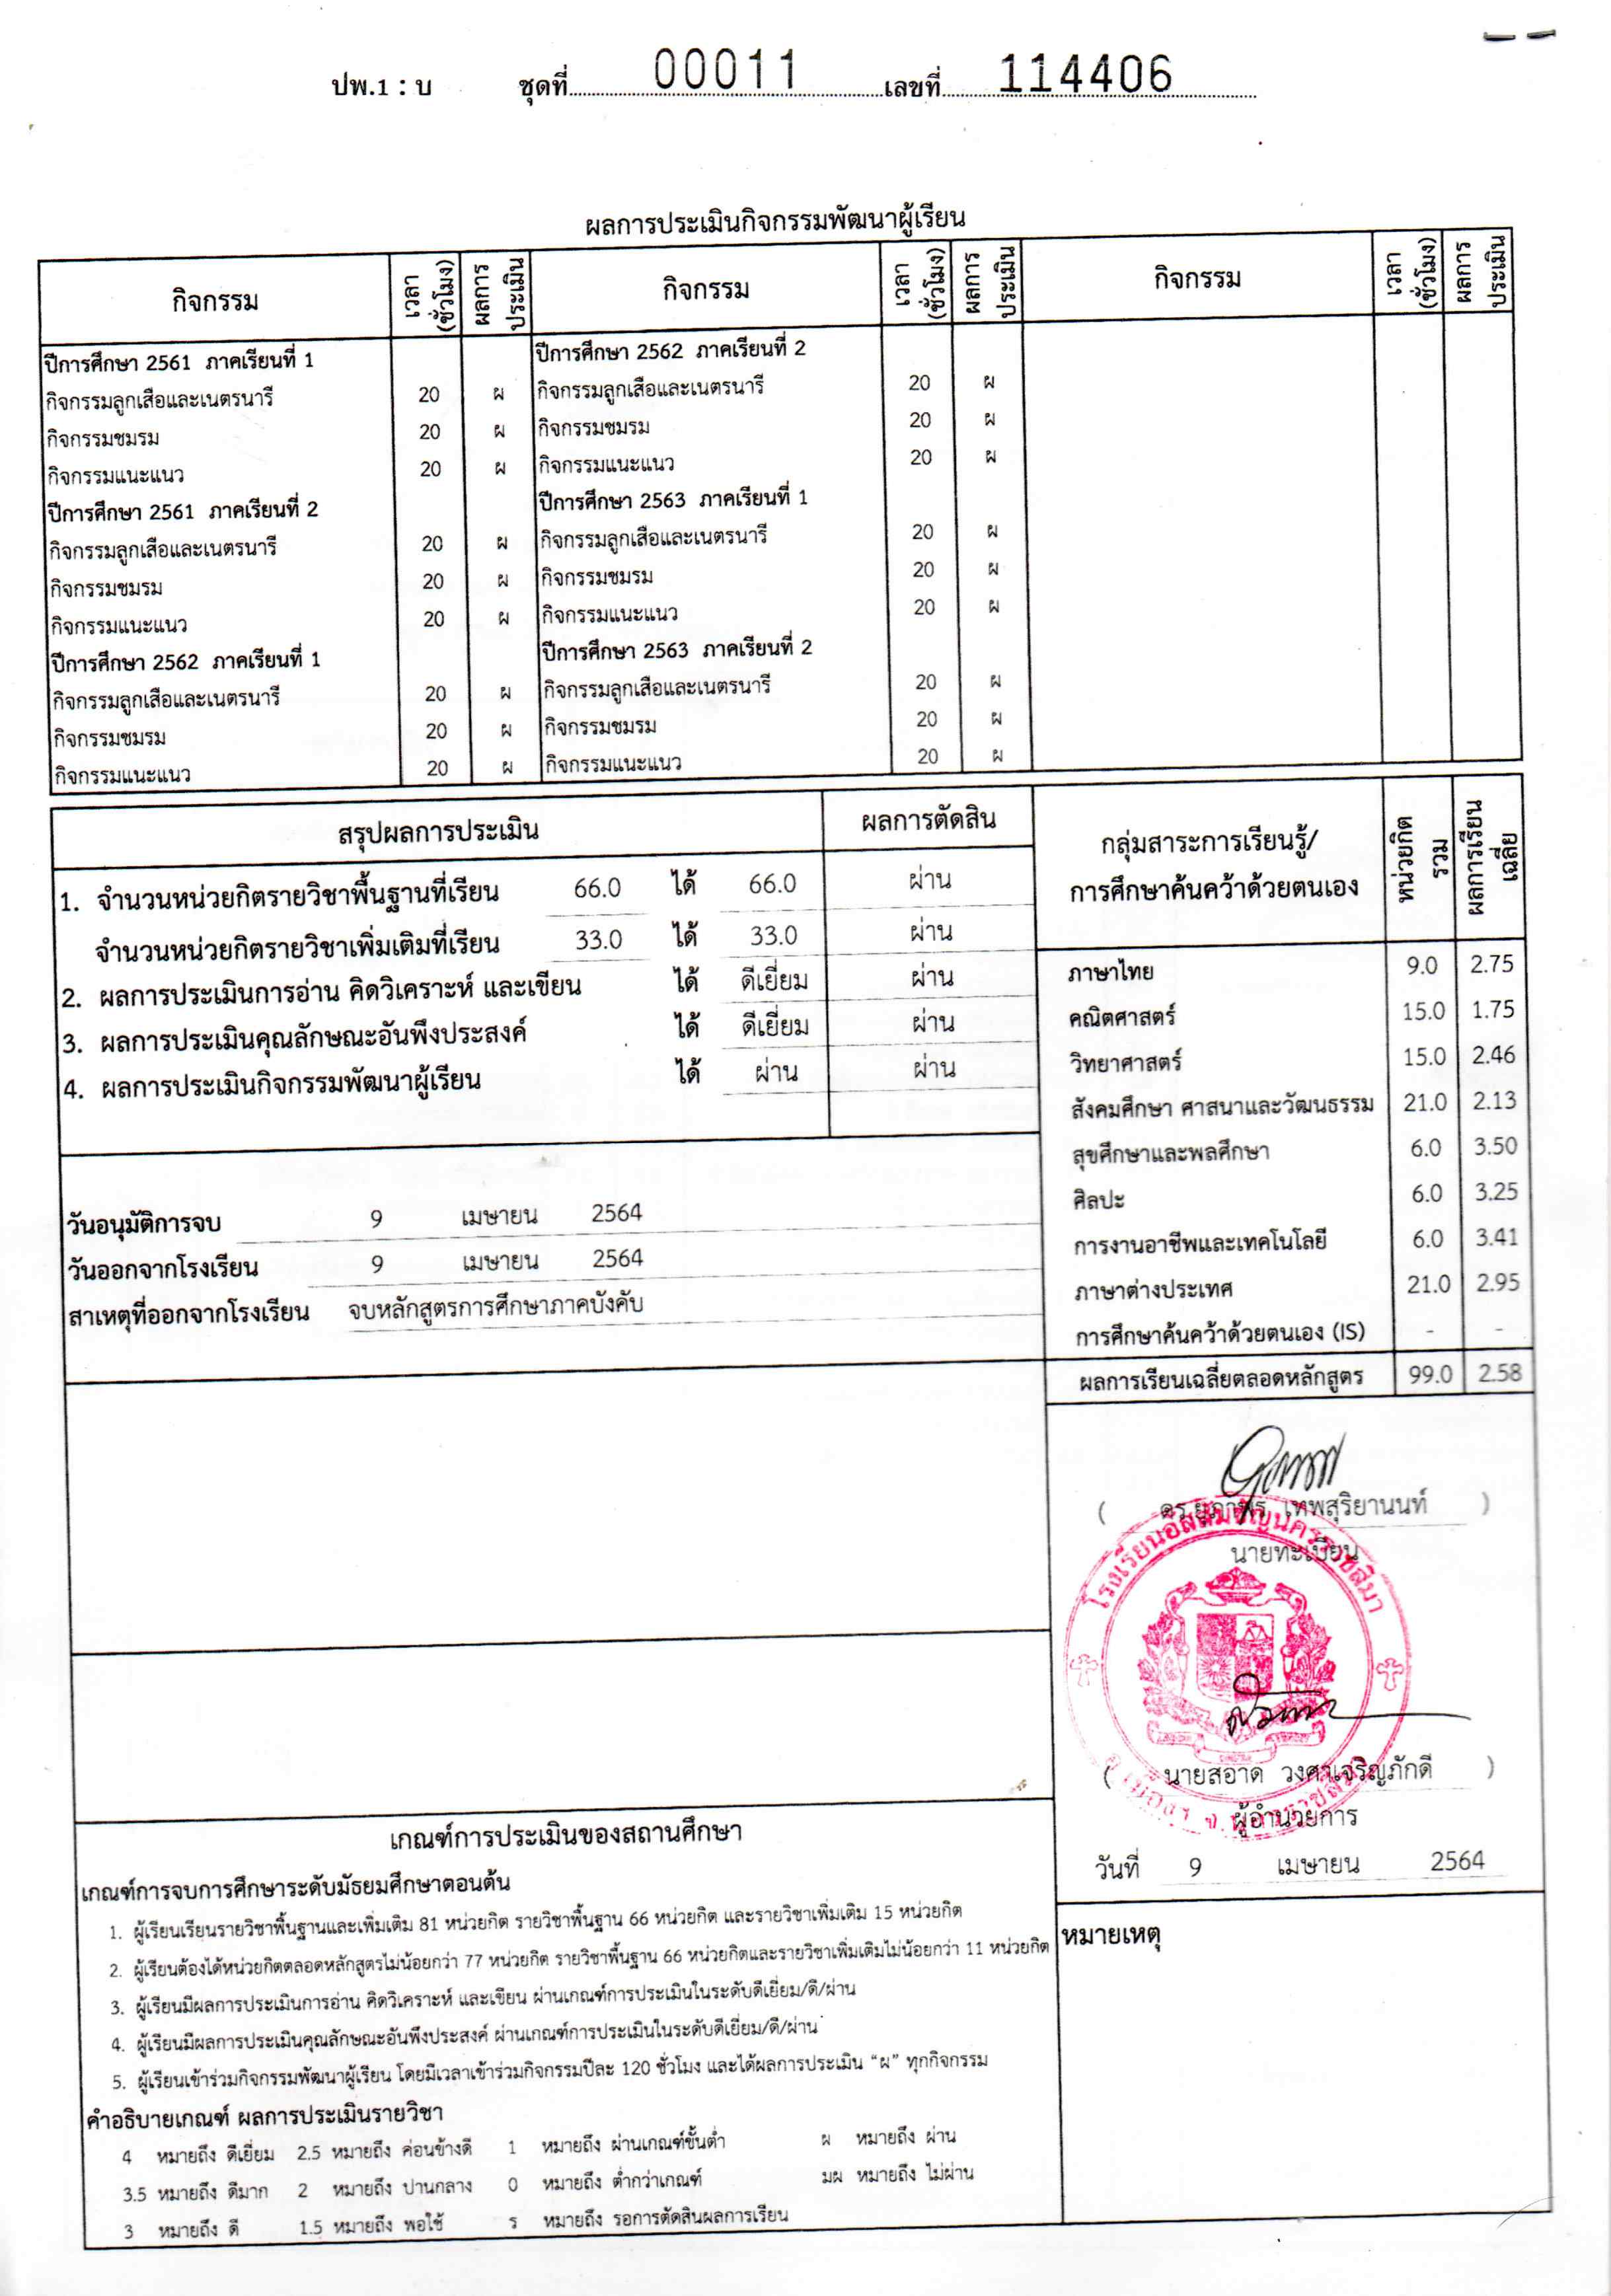 ปพ.1 : บ ชุดที่ 00011 เลขที่ 114406
ผลการประเมินกิจกรรมพัฒนาผู้เรียน
กิจกรรม เวลา (ชั่วโมง) ผลการประเมิน กิจกรรม เวลา (ชั่วโมง) ผลการประเมิน กิจกรรม เวลา (ชั่วโมง) ผลการประเมิน
ปีการศึกษา 2561 ภาคเรียนที่ 1
กิจกรรมลูกเสือและเนตรนารี 20 ผ
กิจกรรมชมรม 20 ผ
กิจกรรมแนะแนว 20 ผ
ปีการศึกษา 2561 ภาคเรียนที่ 2
กิจกรรมลูกเสือและเนตรนารี 20 ผ
กิจกรรมชมรม 20 ผ
กิจกรรมแนะแนว 20 ผ
ปีการศึกษา 2562 ภาคเรียนที่ 1
กิจกรรมลูกเสือและเนตรนารี 20 ผ
กิจกรรมชมรม 20 ผ
กิจกรรมแนะแนว 20 ผ
ปีการศึกษา 2562 ภาคเรียนที่ 2
กิจกรรมลูกเสือและเนตรนารี 20 ผ
กิจกรรมชมรม 20 ผ
กิจกรรมแนะแนว 20 ผ
ปีการศึกษา 2563 ภาคเรียนที่ 1
กิจกรรมลูกเสือและเนตรนารี 20 ผ
กิจกรรมชมรม 20 ผ
กิจกรรมแนะแนว 20 ผ
ปีการศึกษา 2563 ภาคเรียนที่ 2
กิจกรรมลูกเสือและเนตรนารี 20 ผ
กิจกรรมชมรม 20 ผ
กิจกรรมแนะแนว 20 ผ
สรุปผลการประเมิน ผลการตัดสิน
1. จำนวนหน่วยกิตรายวิชาพื้นฐานที่เรียน 66.0 ได้ 66.0 ผ่าน
จำนวนหน่วยกิตรายวิชาเพิ่มเติมที่เรียน 33.0 ได้ 33.0 ผ่าน
2. ผลการประเมินการอ่าน คิดวิเคราะห์ และเขียน ได้ ดีเยี่ยม ผ่าน
3. ผลการประเมินคุณลักษณะอันพึงประสงค์ ได้ ดีเยี่ยม ผ่าน
4. ผลการประเมินกิจกรรมพัฒนาผู้เรียน ได้ ผ่าน ผ่าน
วันอนุมัติการจบ 9 เมษายน 2564
วันออกจากโรงเรียน 9 เมษายน 2564
สาเหตุที่ออกจากโรงเรียน จบหลักสูตรการศึกษาภาคบังคับ
กลุ่มสาระการเรียนรู้/ หน่วยกิต รวม ผลการเรียน เฉลี่ย
การศึกษาค้นคว้าด้วยตนเอง
ภาษาไทย 9.0 2.75
คณิตศาสตร์ 15.0 1.75
วิทยาศาสตร์ 15.0 2.46
สังคมศึกษา ศาสนาและวัฒนธรรม 21.0 2.13
สุขศึกษาและพลศึกษา 6.0 3.50
ศิลปะ 6.0 3.25
การงานอาชีพและเทคโนโลยี 6.0 3.41
ภาษาต่างประเทศ 21.0 2.95
การศึกษาค้นคว้าด้วยตนเอง (IS) - -
ผลการเรียนเฉลี่ยตลอดหลักสูตร 99.0 2.58
( ดร.ยุภาพร เทพสุริยานนท์ )
นายทะเบียน
โรงเรียนอัสสัมชัญนครราชสีมา
( นายสอาด วงศาเจริญภักดี )
ผู้อำนวยการ
วันที่ 9 เมษายน 2564
หมายเหตุ
เกณฑ์การประเมินของสถานศึกษา
เกณฑ์การจบการศึกษาระดับมัธยมศึกษาตอนต้น
1. ผู้เรียนเรียนรายวิชาพื้นฐานและเพิ่มเติม 81 หน่วยกิต รายวิชาพื้นฐาน 66 หน่วยกิต และรายวิชาเพิ่มเติม 15 หน่วยกิต
2. ผู้เรียนต้องได้หน่วยกิตตลอดหลักสูตรไม่น้อยกว่า 77 หน่วยกิต รายวิชาพื้นฐาน 66 หน่วยกิตและรายวิชาเพิ่มเติมไม่น้อยกว่า 11 หน่วยกิต
3. ผู้เรียนมีผลการประเมินการอ่าน คิดวิเคราะห์ และเขียน ผ่านเกณฑ์การประเมินในระดับดีเยี่ยม/ดี/ผ่าน
4. ผู้เรียนมีผลการประเมินคุณลักษณะอันพึงประสงค์ ผ่านเกณฑ์การประเมินในระดับดีเยี่ยม/ดี/ผ่าน
5. ผู้เรียนเข้าร่วมกิจกรรมพัฒนาผู้เรียน โดยมีเวลาเข้าร่วมกิจกรรมปีละ 120 ชั่วโมง และได้ผลการประเมิน “ผ” ทุกกิจกรรม
คำอธิบายเกณฑ์ ผลการประเมินรายวิชา
4 หมายถึง ดีเยี่ยม 2.5 หมายถึง ค่อนข้างดี 1 หมายถึง ผ่านเกณฑ์ขั้นต่ำ ผ หมายถึง ผ่าน
3.5 หมายถึง ดีมาก 2 หมายถึง ปานกลาง 0 หมายถึง ต่ำกว่าเกณฑ์ มผ หมายถึง ไม่ผ่าน
3 หมายถึง ดี 1.5 หมายถึง พอใช้ ร หมายถึง รอการตัดสินผลการเรียน